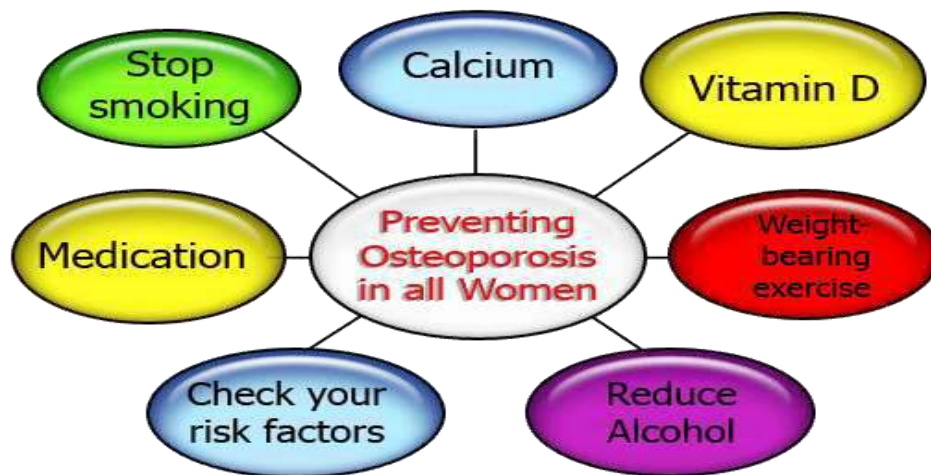 Stop
smoking
Calcium
Vitamin D
Medication
Preventing
Osteoporosis
in all Women
Weight-
bearing
exercise
Check your
risk factors
Reduce
Alcohol